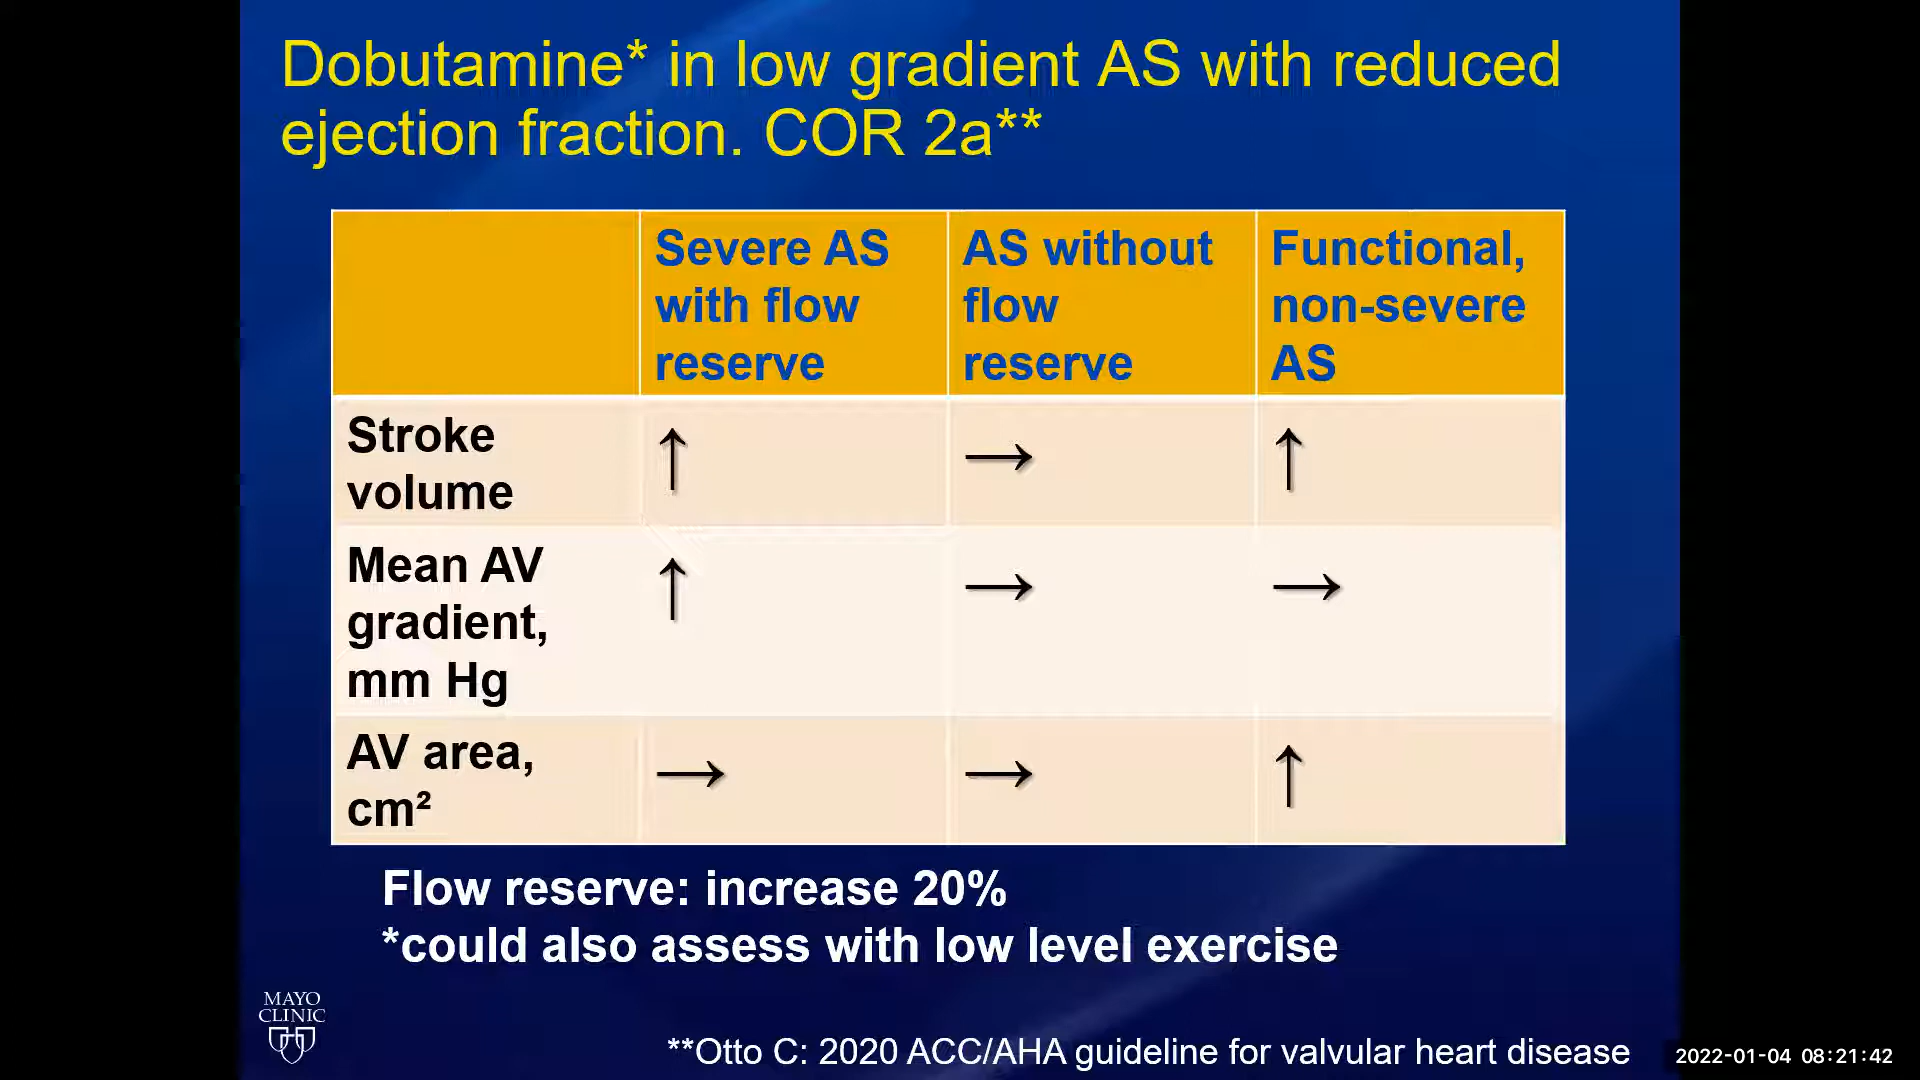 Dobutamine* in low gradient AS with reduced
ejection fraction. COR 2a**
Severe AS
with flow
reserve
AS without
flow
reserve
Functional,
non-severe
AS
Stroke
volume
↑
→
↑
Mean AV
gradient,
mm Hg
↑
→
→
AV area,
cm²
→
→
↑
Flow reserve: increase 20%
*could also assess with low level exercise
MAYO
CLINIC
**Otto C: 2020 ACC/AHA guideline for valvular heart disease
2022-01-04 08:21:42